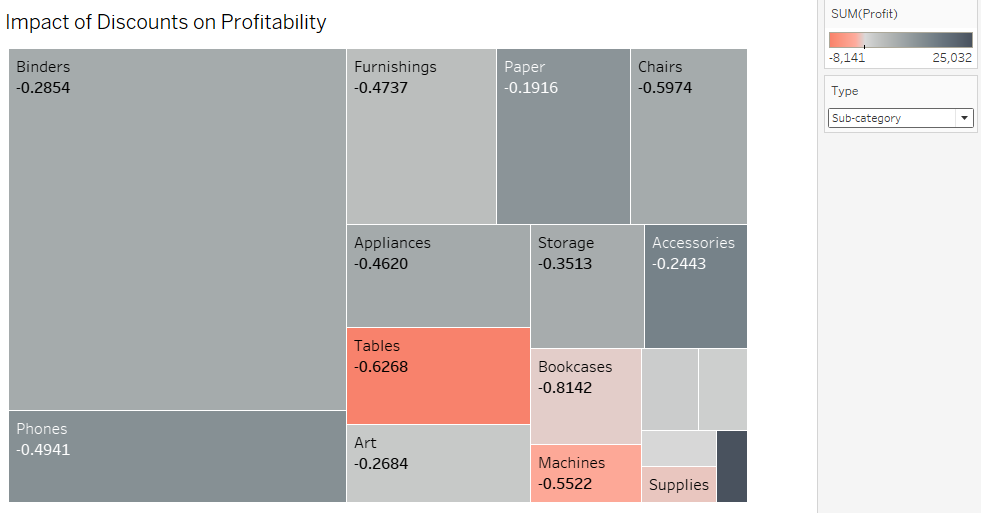 Impact of Discounts on Profitability
Binders
-0.2854
Furnishings
-0.4737
Paper
-0.1916
Chairs
-0.5974
Appliances
-0.4620
Storage
-0.3513
Accessories
-0.2443
Tables
-0.6268
Bookcases
-0.8142
Phones
-0.4941
Art
-0.2684
Machines
-0.5522
Supplies
SUM(Profit)
-8,141 25,032
Type
Sub-category